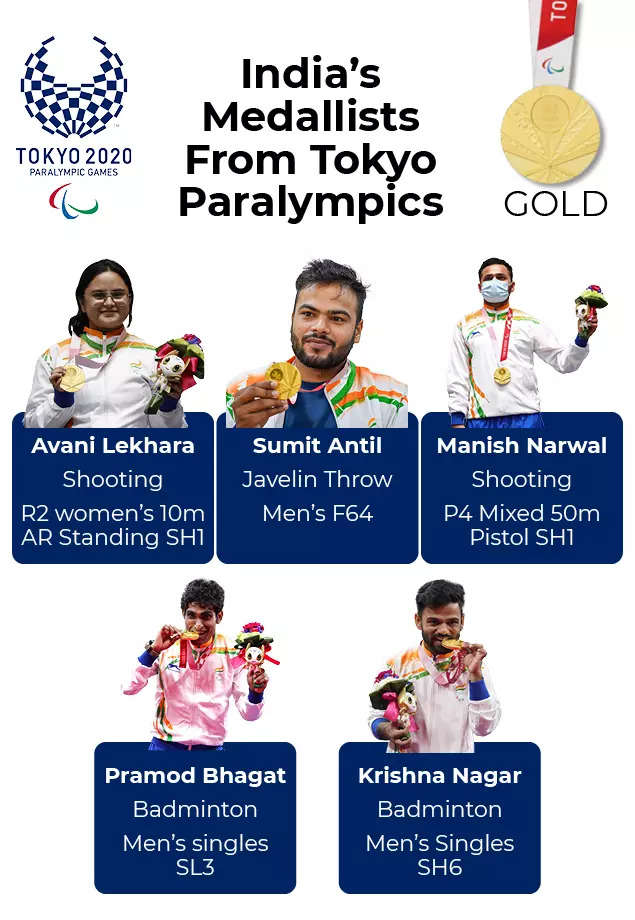 India's
Medallists
From Tokyo
Paralympics
TOKYO 2020
PARALYMPIC GAMES
TO
GOLD
Avani Lekhara
Shooting
R2 women's 10m
AR Standing SH1
Sumit Antil
Javelin Throw
Men's F64
Manish Narwal
Shooting
P4 Mixed 50m
Pistol SH1
Pramod Bhagat
Badminton
Men's singles
SL3
Krishna Nagar
Badminton
Men's Singles
SH6